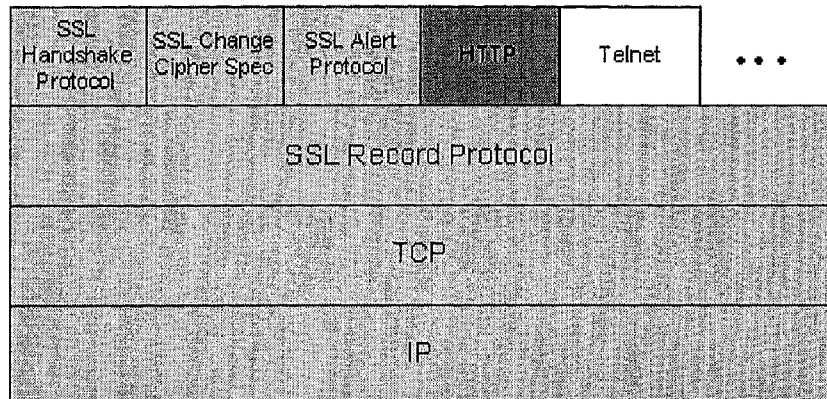 SSL
Handshake
Protocol
SSL Change
Cipher Spec
SSL Alert
Protocol
HTTP
Telnet
• • •
SSL Record Protocol
TCP
IP